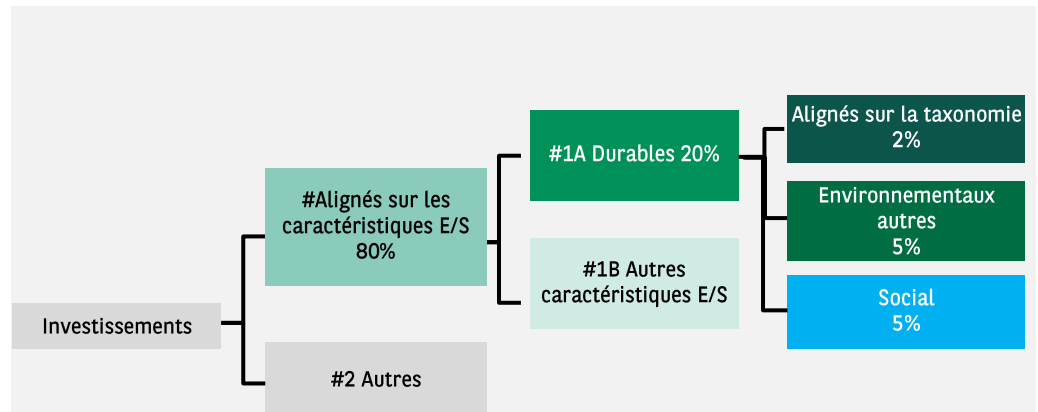 Investissements
#Alignés sur les
caractéristiques E/S
80%
#2 Autres
#1A Durables 20%
#1B Autres
caractéristiques E/S
Alignés sur la taxonomie
2%
Environnementaux
autres
5%
Social
5%